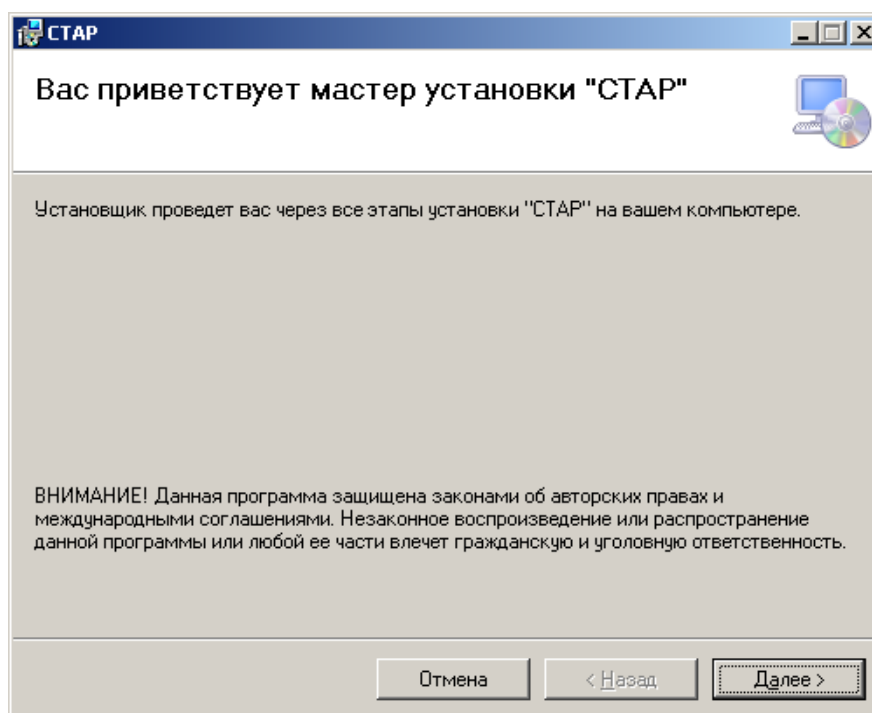 СТАР
Вас приветствует мастер установки "СТАР"
Установщик проведет вас через все этапы установки "СТАР" на вашем компьютере.
ВНИМАНИЕ! Данная программа защищена законами об авторских правах и
международными соглашениями. Незаконное воспроизведение или распространение
данной программы или любой ее части влечет гражданскую и уголовную ответственность.
Отмена
< Назад
Далее >